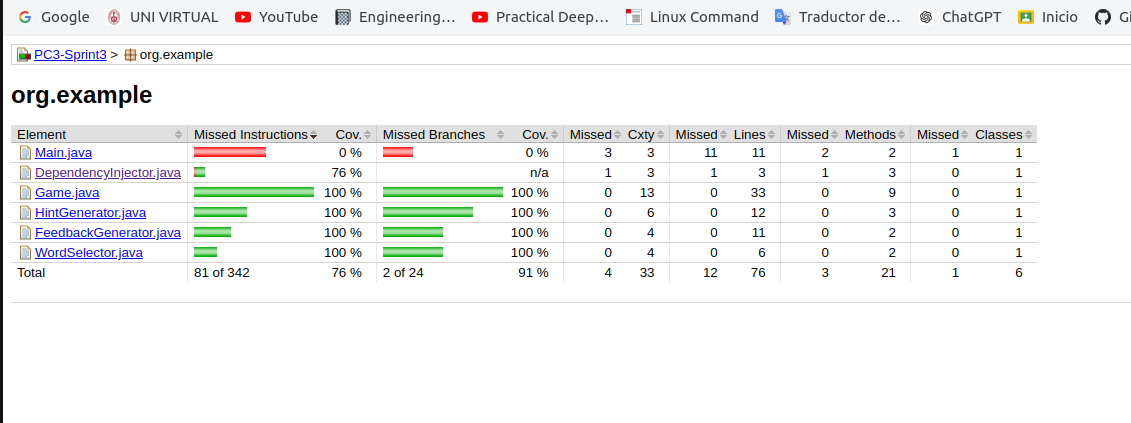 Google UNI VIRTUAL YouTube Engineering… Practical Deep… Linux Command Traductor de… ChatGPT Inicio Gi
PC3-Sprint3 > org.example
org.example
Element Missed Instructions Cov. Missed Branches Cov. Missed Cxty Missed Lines Missed Methods Missed Classes
Main.java 0 % 0 % 3 3 11 11 2 2 1 1
DependencyInjector.java 76 % n/a 1 3 1 3 1 3 0 1
Game.java 100 % 100 % 0 13 0 33 0 9 0 1
HintGenerator.java 100 % 100 % 0 6 0 12 0 3 0 1
FeedbackGenerator.java 100 % 100 % 0 4 0 11 0 2 0 1
WordSelector.java 100 % 100 % 0 4 0 6 0 2 0 1
Total 81 of 342 76 % 2 of 24 91 % 4 33 12 76 3 21 1 6